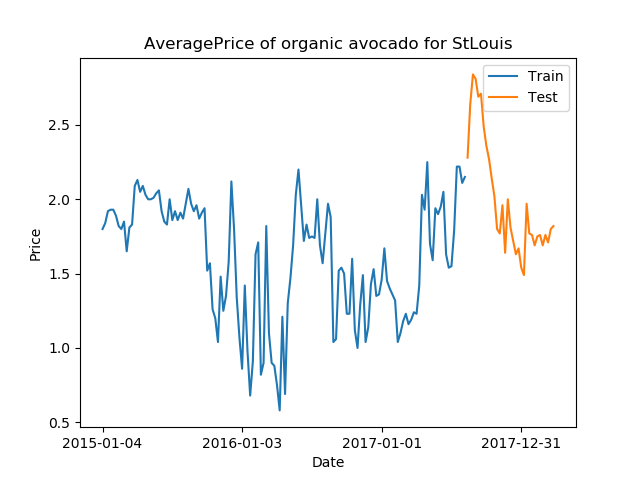 AveragePrice of organic avocado for StLouis
Train
Test
Price
2.5
2.0
1.5
1.0
0.5
2015-01-04
2016-01-03
2017-01-01
2017-12-31
Date